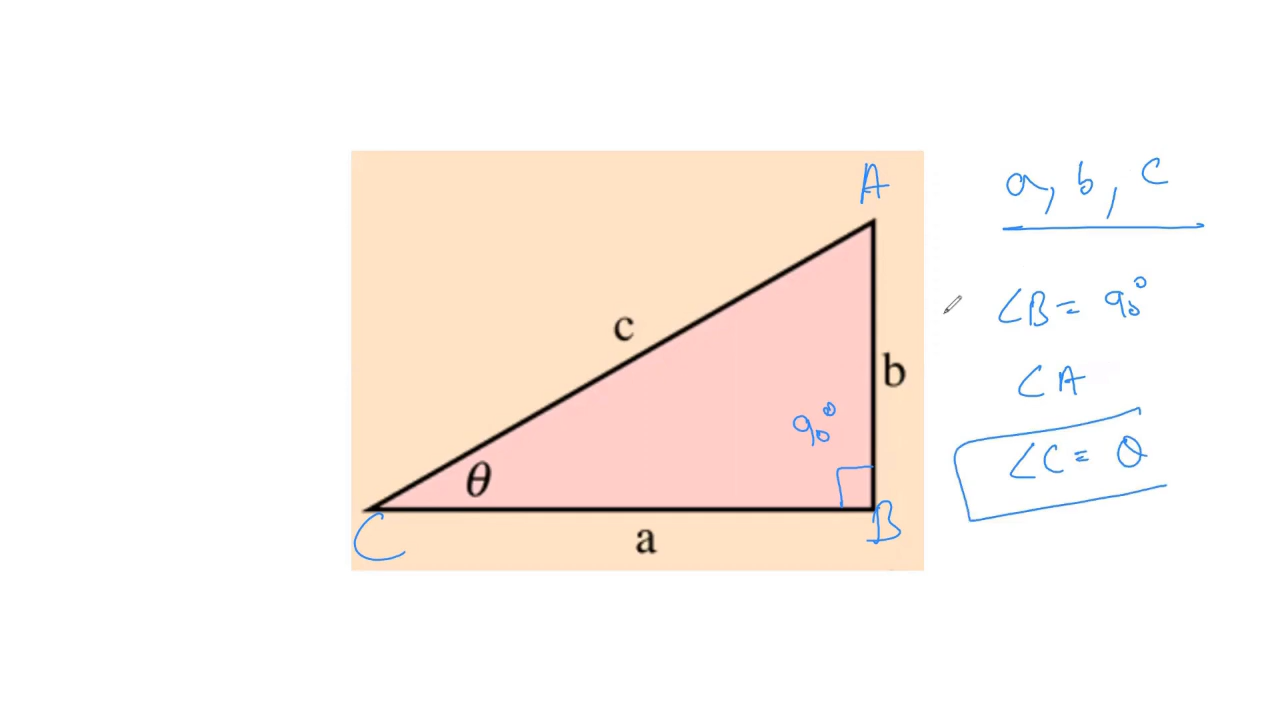 A
a, b, c
c
∠B = 90°
b
∠A
90°
θ
∠C = θ
C
a
B